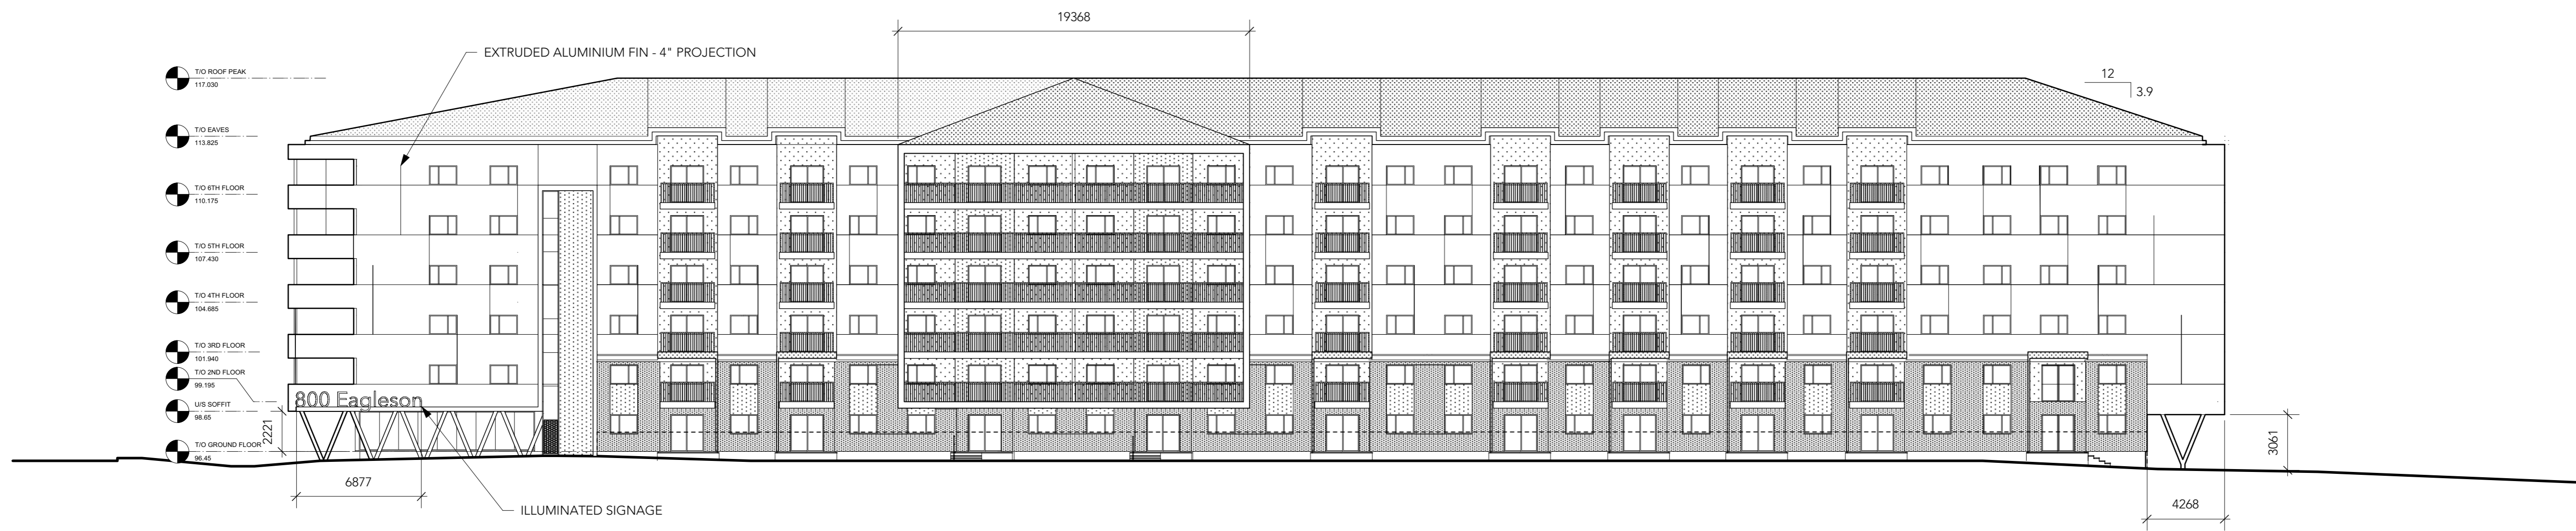 19368
EXTRUDED ALUMINIUM FIN - 4" PROJECTION
T/O ROOF PEAK
117.030
12
3.9
T/O EAVES
113.825
T/O 6TH FLOOR
110.175
T/O 5TH FLOOR
107.430
T/O 4TH FLOOR
104.685
T/O 3RD FLOOR
101.940
T/O 2ND FLOOR
99.195
800 Eagleson
U/S SOFFIT
98.65
2221
T/O GROUND FLOOR
96.45
3061
6877
ILLUMINATED SIGNAGE
4268